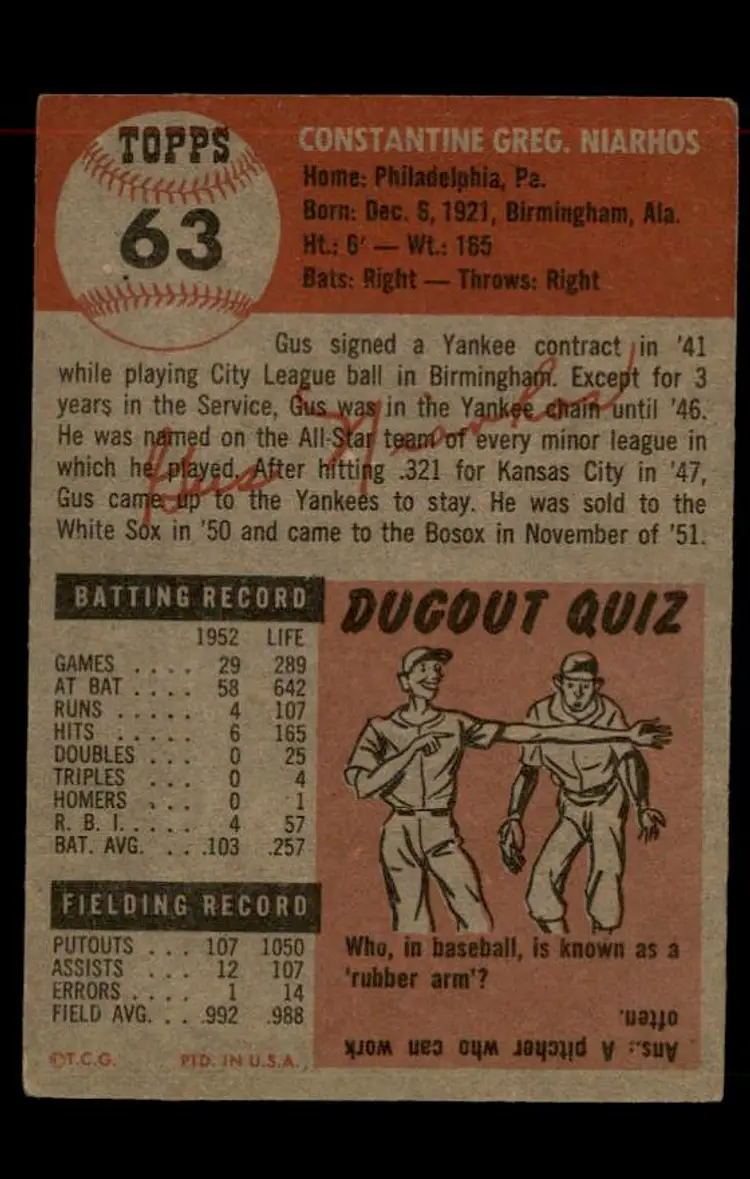 TOPPS
63
CONSTANTINE GREG. NIARHOS
Home: Philadelphia, Pa.
Born: Dec. 8, 1921, Birmingham, Ala.
Ht.: 6' — Wt.: 165
Bats: Right — Throws: Right
Gus signed a Yankee contract in '41
while playing City League ball in Birmingham. Except for 3
years in the Service, Gus was in the Yankee chain until '46.
He was named on the All-Star team of every minor league in
which he played. After hitting .321 for Kansas City in '47,
Gus came up to the Yankees to stay. He was sold to the
White Sox in '50 and came to the Bosox in November of '51.
Gus Niarhos
BATTING RECORD
1952 LIFE
GAMES . . . . 29 289
AT BAT . . . . 58 642
RUNS . . . . . 4 107
HITS . . . . . 6 165
DOUBLES . . . 0 25
TRIPLES . . . 0 4
HOMERS . . . 0 1
R. B. I. . . . . 4 57
BAT. AVG. . . .103 .257
FIELDING RECORD
PUTOUTS . . . 107 1050
ASSISTS . . . 12 107
ERRORS . . . . 1 14
FIELD AVG. . . .992 .988
©T.C.G. PTD. IN U.S.A.
DUGOUT QUIZ
Who, in baseball, is known as a
'rubber arm'?
Ans.: A pitcher who can work
often.